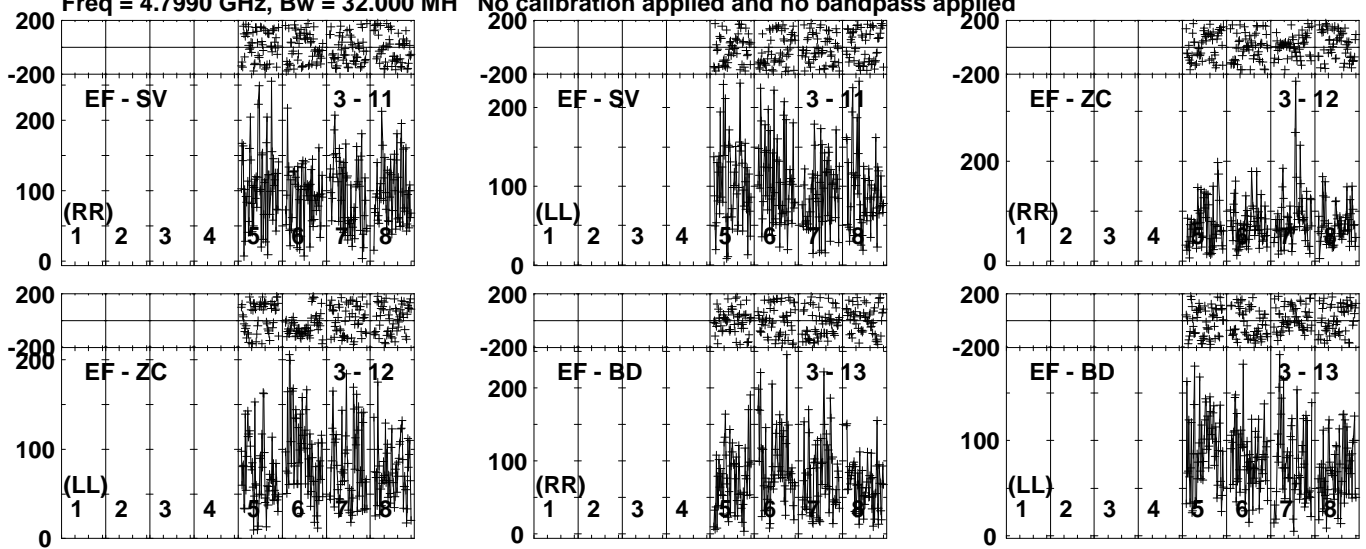 Freq = 4.7990 GHz, Bw = 32.000 MH No calibration applied and no bandpass applied
200
-200
EF - SV 3 - 11
200
100
(RR)
0
1 2 3 4 5 6 7 8
200
-200
EF - SV 3 - 11
200
100
(LL)
0
1 2 3 4 5 6 7 8
200
-200
EF - ZC 3 - 12
200
(RR)
0
1 2 3 4 5 6 7 8
200
-200
200
EF - ZC 3 - 12
100
(LL)
0
1 2 3 4 5 6 7 8
200
-200
EF - BD 3 - 13
200
100
(RR)
0
1 2 3 4 5 6 7 8
200
-200
EF - BD 3 - 13
200
100
(LL)
0
1 2 3 4 5 6 7 8